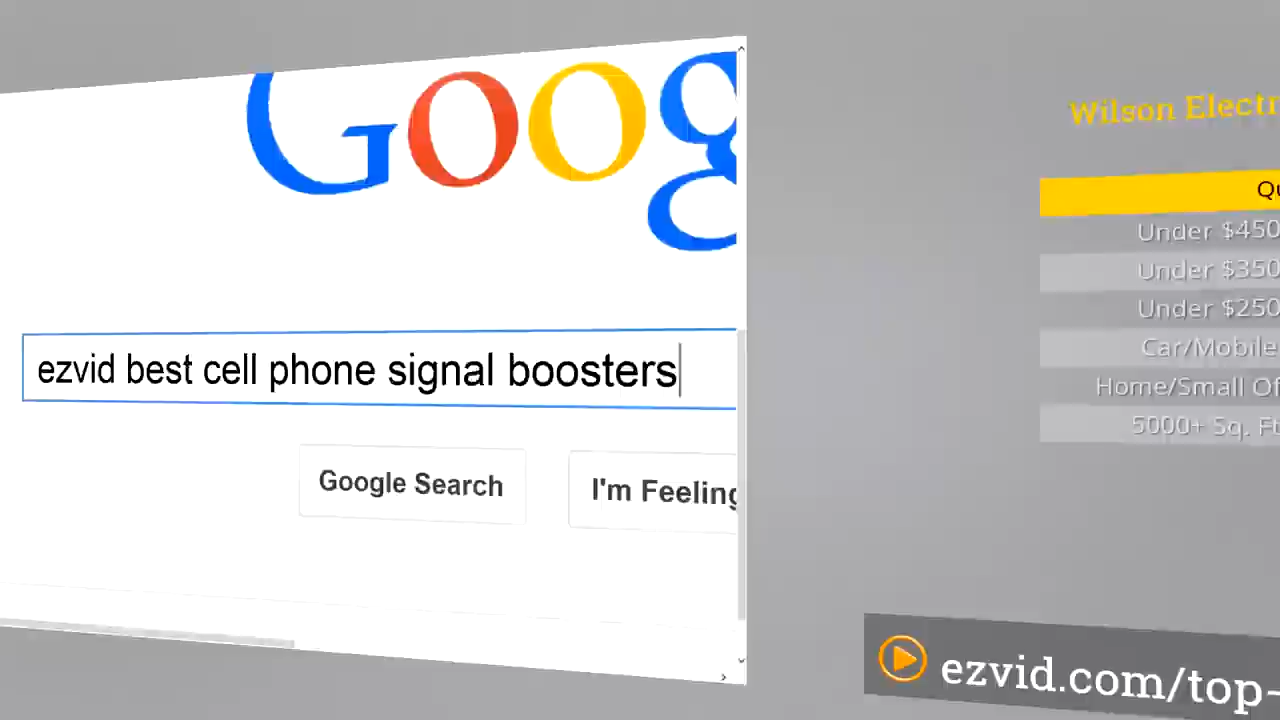 Goog
ezvid best cell phone signal boosters
Google Search
I'm Feeling
Wilson Electr
Qu
Under $450
Under $350
Under $250
Car/Mobile
Home/Small Of
5000+ Sq. Ft
ezvid.com/top-